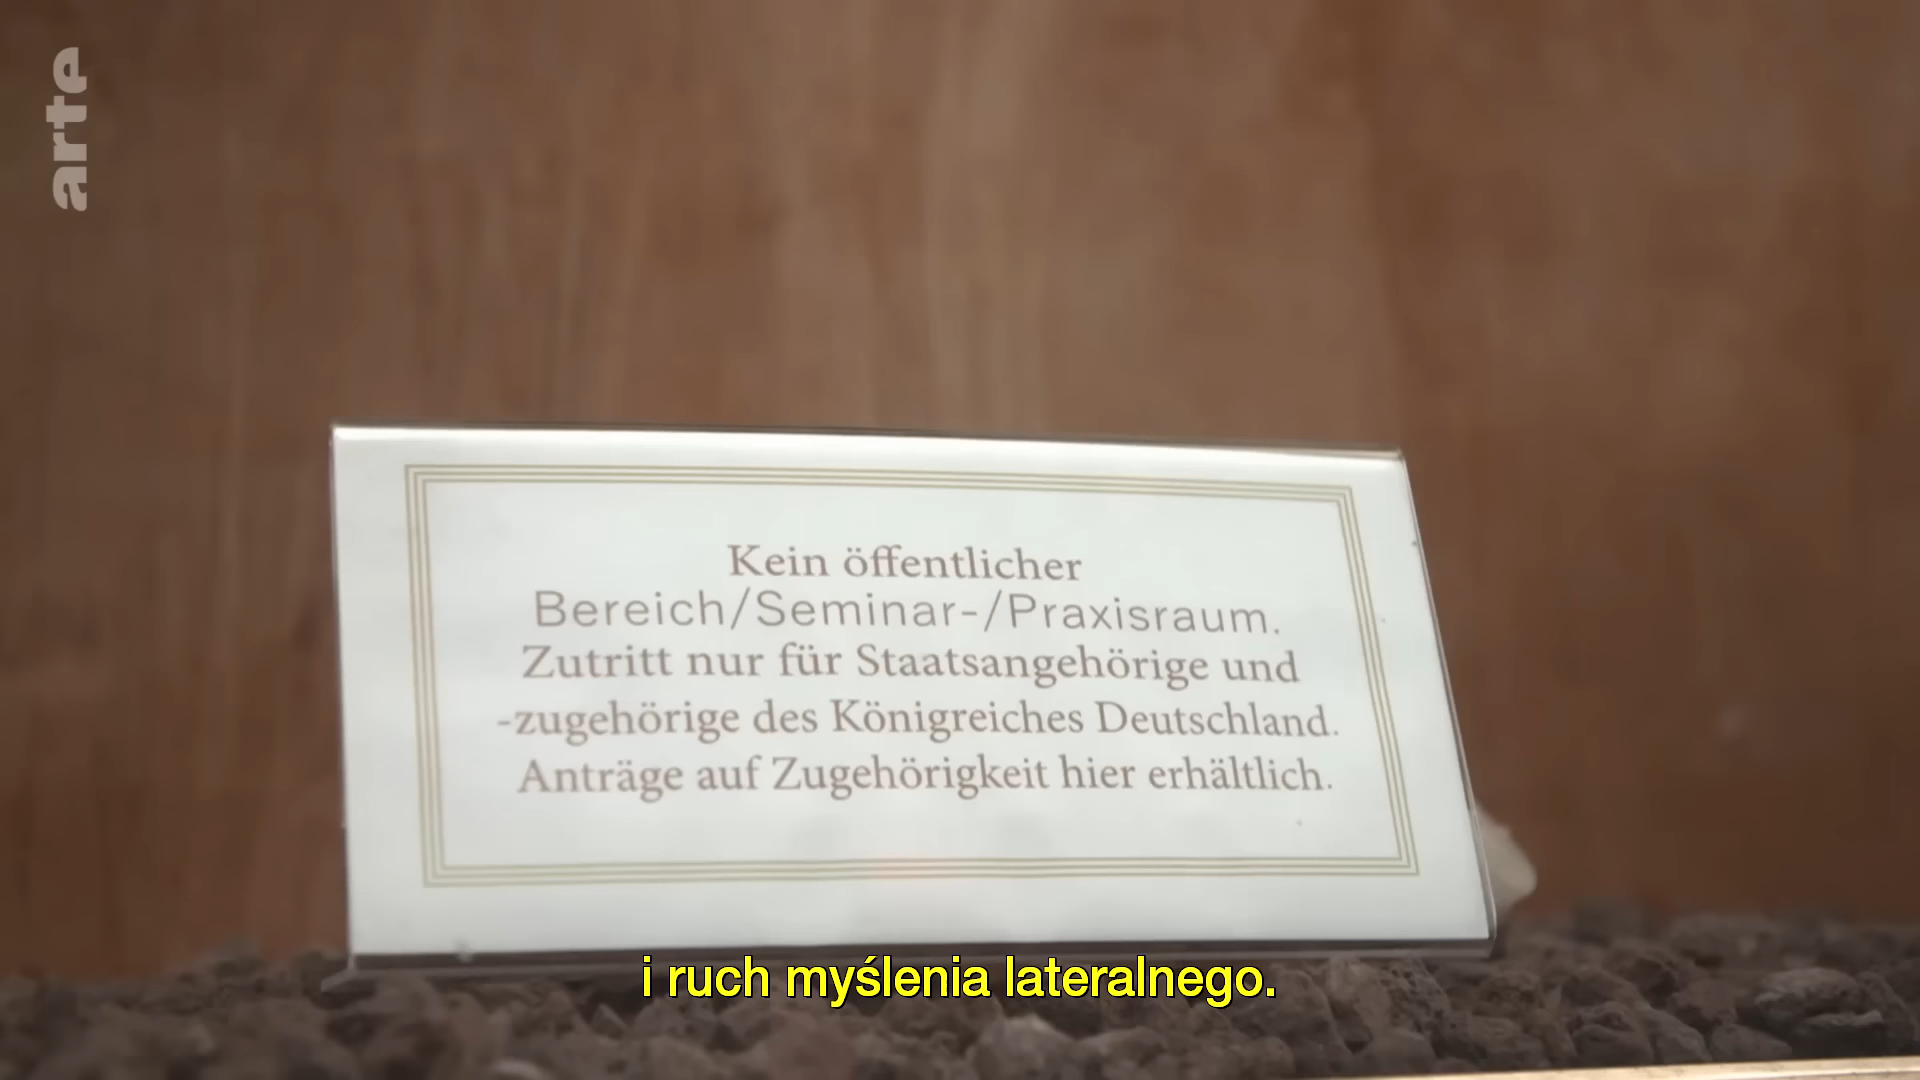 arte
Kein öffentlicher
Bereich/Seminar-/Praxisraum.
Zutritt nur für Staatsangehörige und
-zugehörige des Königreiches Deutschland.
Anträge auf Zugehörigkeit hier erhältlich.
i ruch myślenia lateralnego.